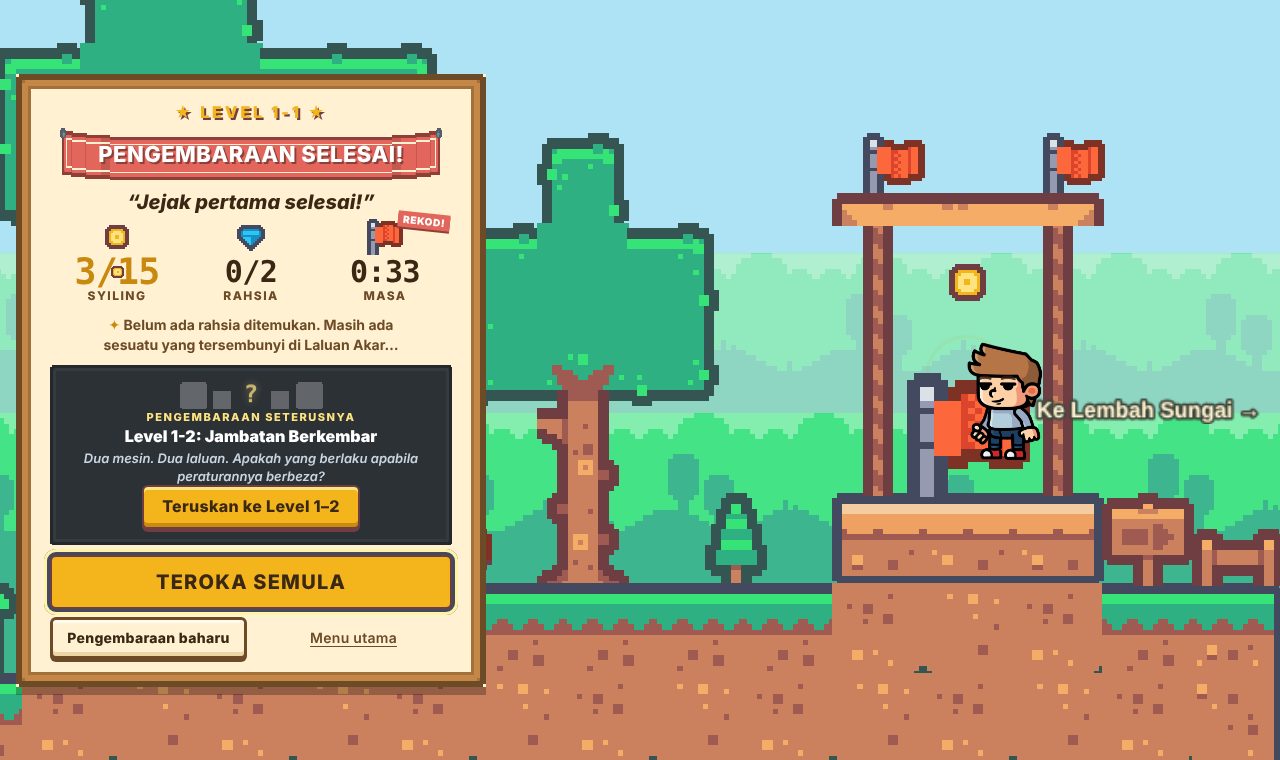 ★ LEVEL 1-1 ★
PENGEMBARAAN SELESAI!
“Jejak pertama selesai!”
REKOD!
3/15 0/2 0:33
SYILING RAHSIA MASA
✦ Belum ada rahsia ditemukan. Masih ada
sesuatu yang tersembunyi di Laluan Akar...
?
PENGEMBARAAN SETERUSNYA
Level 1-2: Jambatan Berkembar
Dua mesin. Dua laluan. Apakah yang berlaku apabila
peraturannya berbeza?
Teruskan ke Level 1–2
TEROKA SEMULA
Pengembaraan baharu Menu utama
Ke Lembah Sungai →